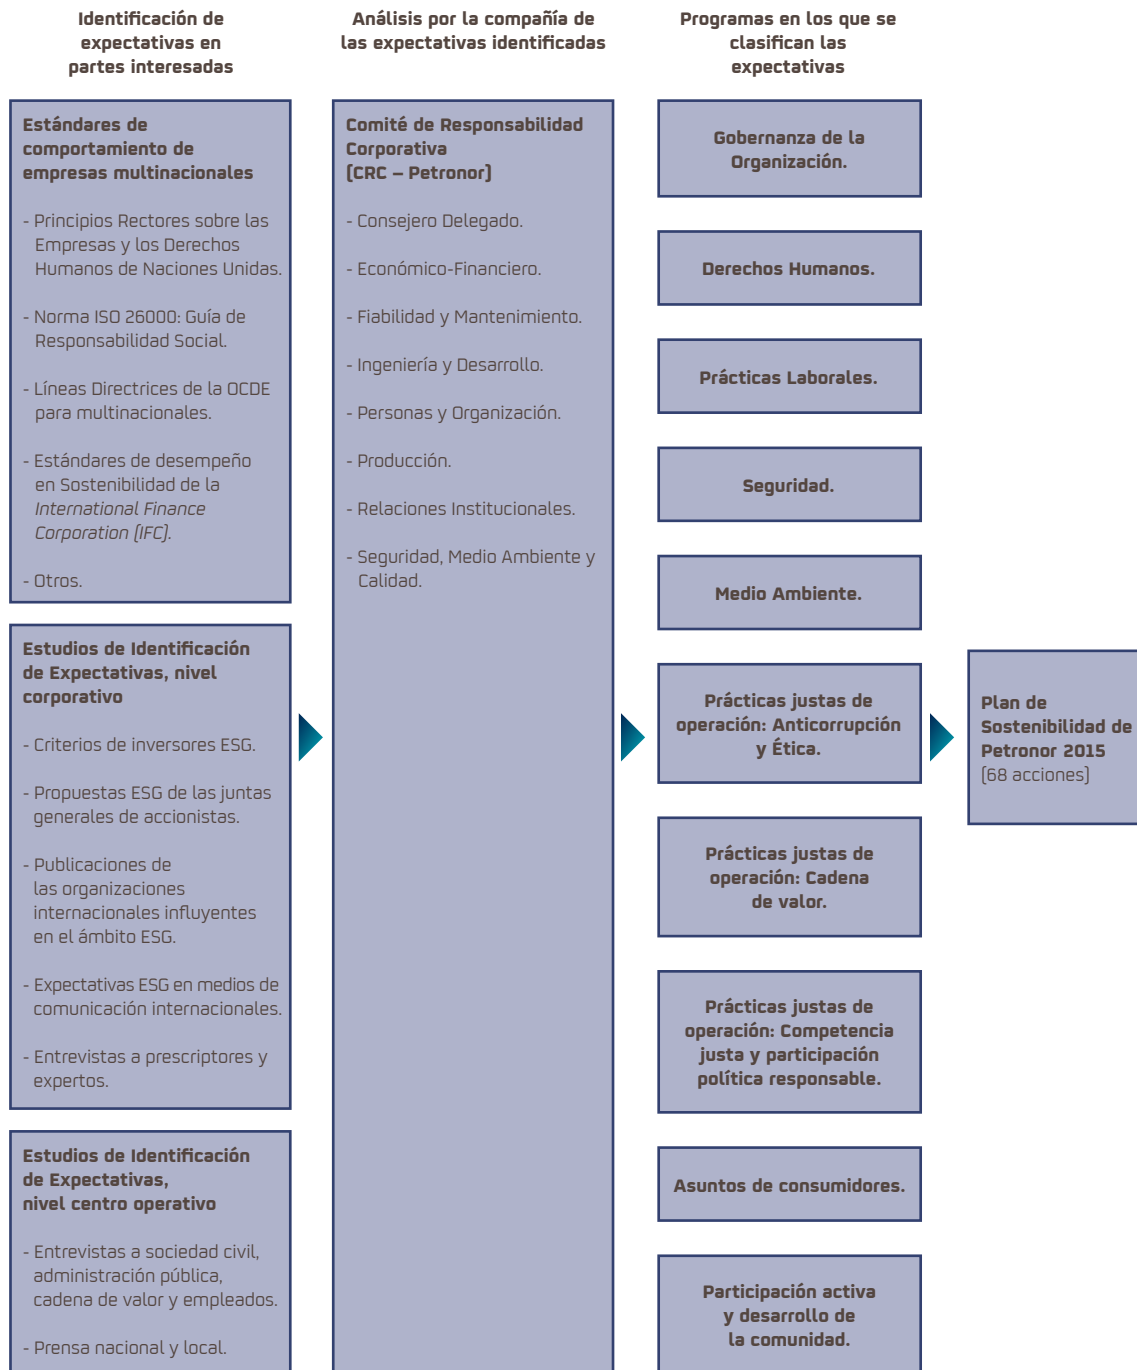 Identificación de
expectativas en
partes interesadas
Estándares de
comportamiento de
empresas multinacionales
- Principios Rectores sobre las
Empresas y los Derechos
Humanos de Naciones Unidas.
- Norma ISO 26000: Guía de
Responsabilidad Social.
- Líneas Directrices de la OCDE
para multinacionales.
- Estándares de desempeño
en Sostenibilidad de la
International Finance
Corporation (IFC).
- Otros.
Estudios de Identificación
de Expectativas, nivel
corporativo
- Criterios de inversores ESG.
- Propuestas ESG de las juntas
generales de accionistas.
- Publicaciones de
las organizaciones
internacionales influyentes
en el ámbito ESG.
- Expectativas ESG en medios de
comunicación internacionales.
- Entrevistas a prescriptores y
expertos.
Estudios de Identificación
de Expectativas,
nivel centro operativo
- Entrevistas a sociedad civil,
administración pública,
cadena de valor y empleados.
- Prensa nacional y local.
Análisis por la compañía de
las expectativas identificadas
Comité de Responsabilidad
Corporativa
(CRC – Petronor)
- Consejero Delegado.
- Económico-Financiero.
- Fiabilidad y Mantenimiento.
- Ingeniería y Desarrollo.
- Personas y Organización.
- Producción.
- Relaciones Institucionales.
- Seguridad, Medio Ambiente y
Calidad.
Programas en los que se
clasifican las
expectativas
Gobernanza de la
Organización.
Derechos Humanos.
Prácticas Laborales.
Seguridad.
Medio Ambiente.
Prácticas justas de
operación: Anticorrupción
y Ética.
Prácticas justas de
operación: Cadena
de valor.
Prácticas justas de
operación: Competencia
justa y participación
política responsable.
Asuntos de consumidores.
Participación activa
y desarrollo de
la comunidad.
Plan de
Sostenibilidad de
Petronor 2015
(68 acciones)